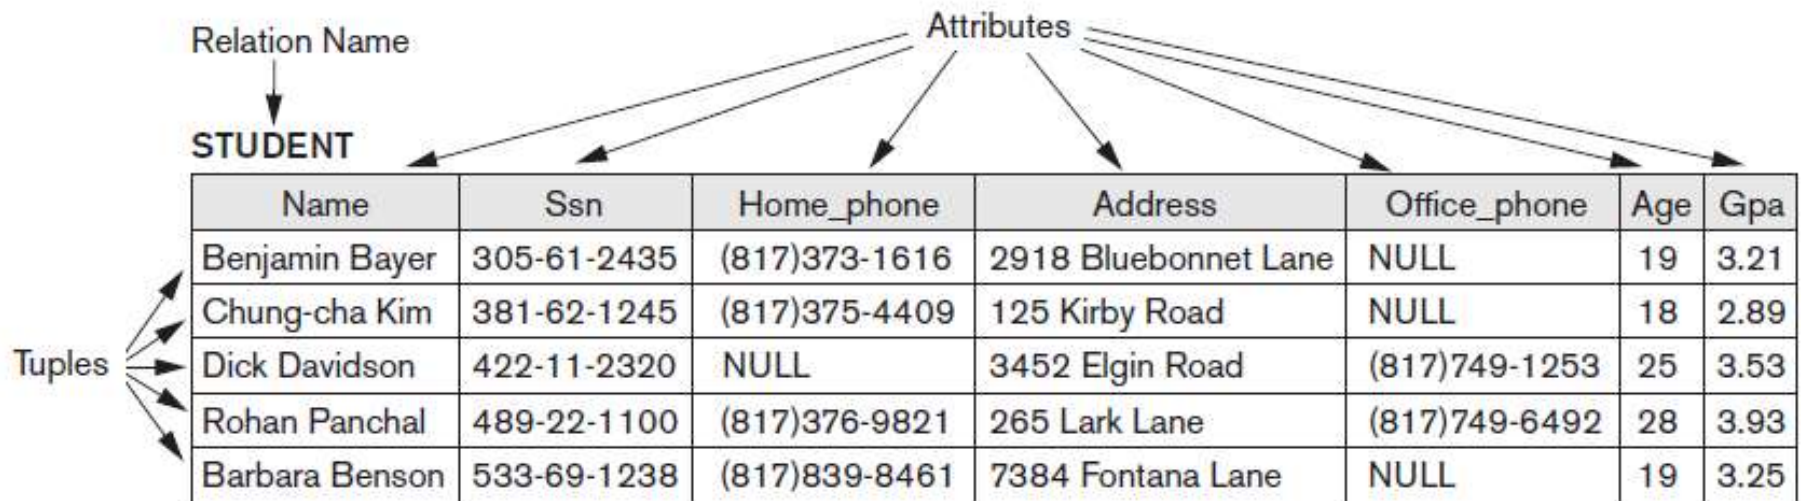 Attributes
Relation Name
STUDENT
Name Ssn Home_phone Address Office_phone Age Gpa
Benjamin Bayer 305-61-2435 (817)373-1616 2918 Bluebonnet Lane NULL 19 3.21
Chung-cha Kim 381-62-1245 (817)375-4409 125 Kirby Road NULL 18 2.89
Tuples Dick Davidson 422-11-2320 NULL 3452 Elgin Road (817)749-1253 25 3.53
Rohan Panchal 489-22-1100 (817)376-9821 265 Lark Lane (817)749-6492 28 3.93
Barbara Benson 533-69-1238 (817)839-8461 7384 Fontana Lane NULL 19 3.25